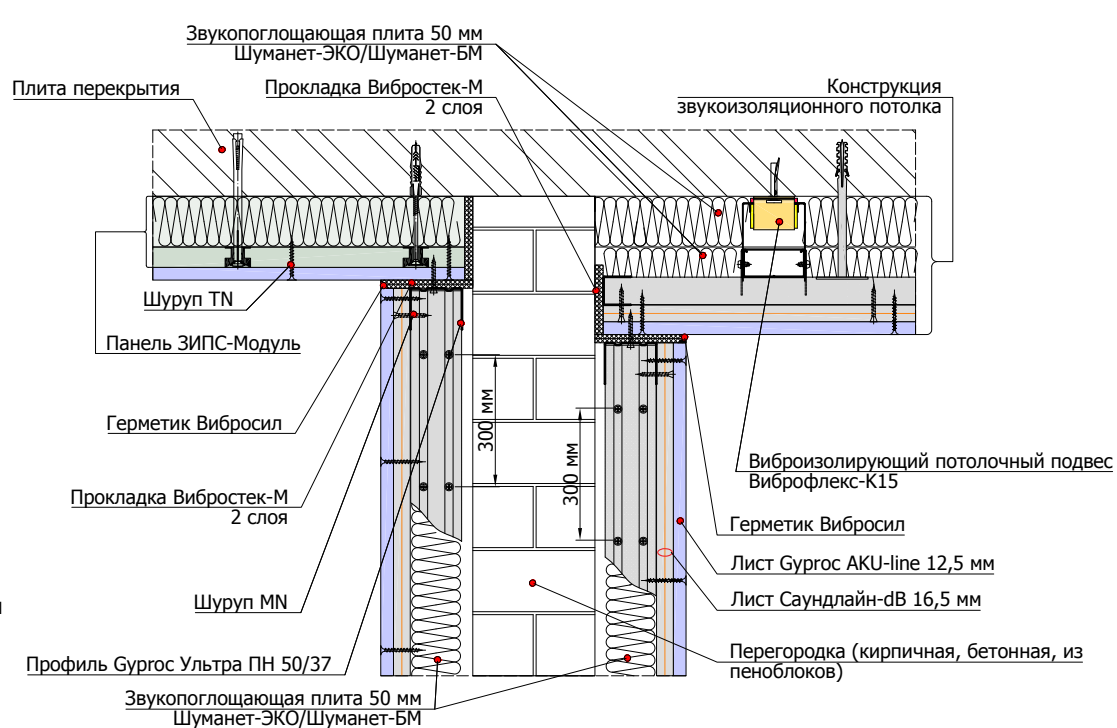 Звукопоглощающая плита 50 мм
Шуманет-ЭКО/Шуманет-БМ
Плита перекрытия
Прокладка Вибростек-М
2 слоя
Конструкция
звукоизоляционного потолка
Шуруп TN
Панель ЗИПС-Модуль
Герметик Вибросил
300 мм
300 мм
Прокладка Вибростек-М
2 слоя
Виброизолирующий потолочный подвес
Виброфлекс-К15
Герметик Вибросил
Лист Gyproc AKU-line 12,5 мм
Шуруп MN
Лист Саундлайн-dB 16,5 мм
Профиль Gyproc Ультра ПН 50/37
Перегородка (кирпичная, бетонная, из
пеноблоков)
Звукопоглощающая плита 50 мм
Шуманет-ЭКО/Шуманет-БМ